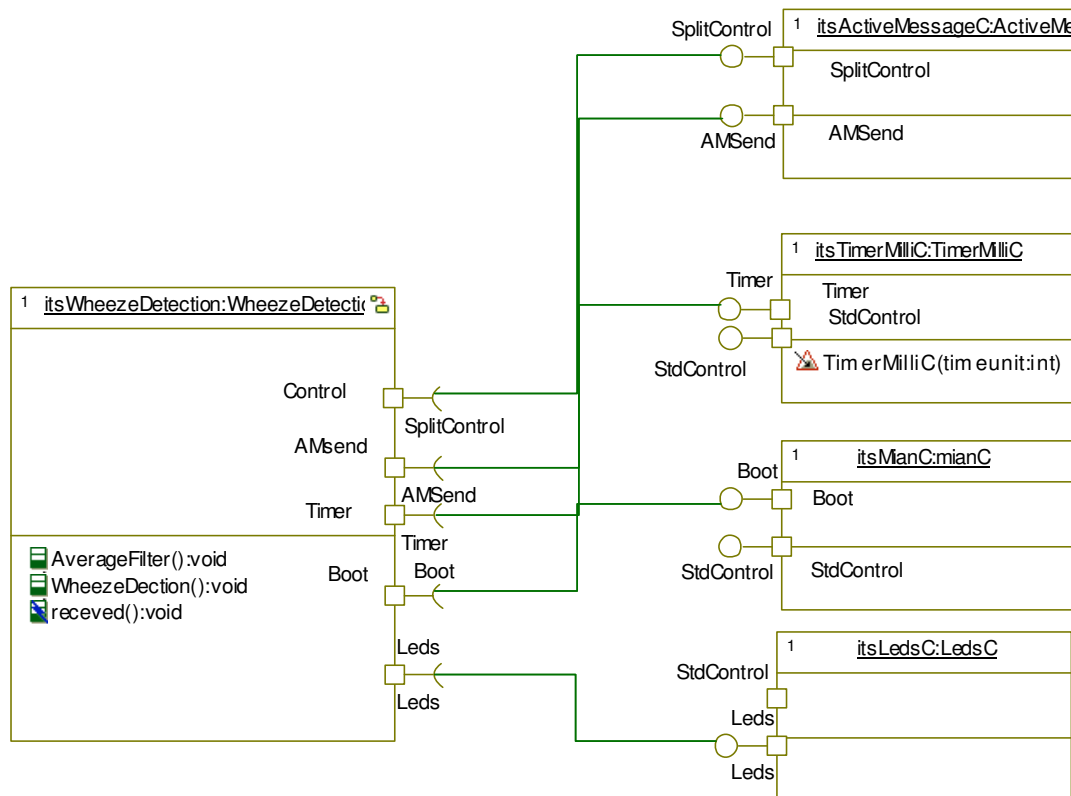 SplitControl
1 itsActiveMessageC:ActiveMe
SplitControl
AMSend
AMSend
1 itsTimerMilliC:TimerMilliC
Timer
Timer
StdControl
StdControl
TimerMilliC(timeunit:int)
1 itsWheezeDetection:WheezeDetectio
Control
SplitControl
AMsend
AMSend
Timer
Timer
Boot
Boot
AverageFilter():void
WheezeDection():void
receved():void
Leds
Leds
1 itsMianC:mianC
Boot
Boot
StdControl
StdControl
1 itsLedsC:LedsC
StdControl
Leds
Leds